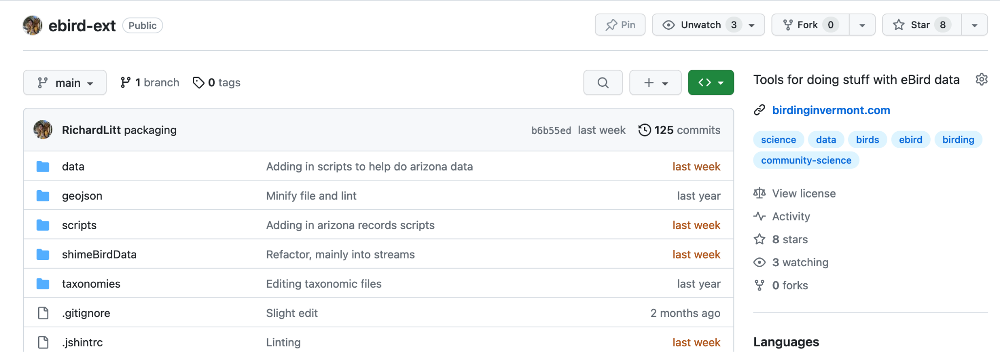 ebird-ext Public Pin Unwatch 3 Fork 0 Star 8
main 1 branch 0 tags
RichardLitt packaging b6b55ed last week 125 commits
data Adding in scripts to help do arizona data last week
geojson Minify file and lint last year
scripts Adding in arizona records scripts last week
shimeBirdData Refactor, mainly into streams last week
taxonomies Editing taxonomic files last year
.gitignore Slight edit 2 months ago
.jshintrc Linting last week
Tools for doing stuff with eBird data
birdinginvermont.com
science data birds ebird birding
community-science
View license
Activity
8 stars
3 watching
0 forks
Languages